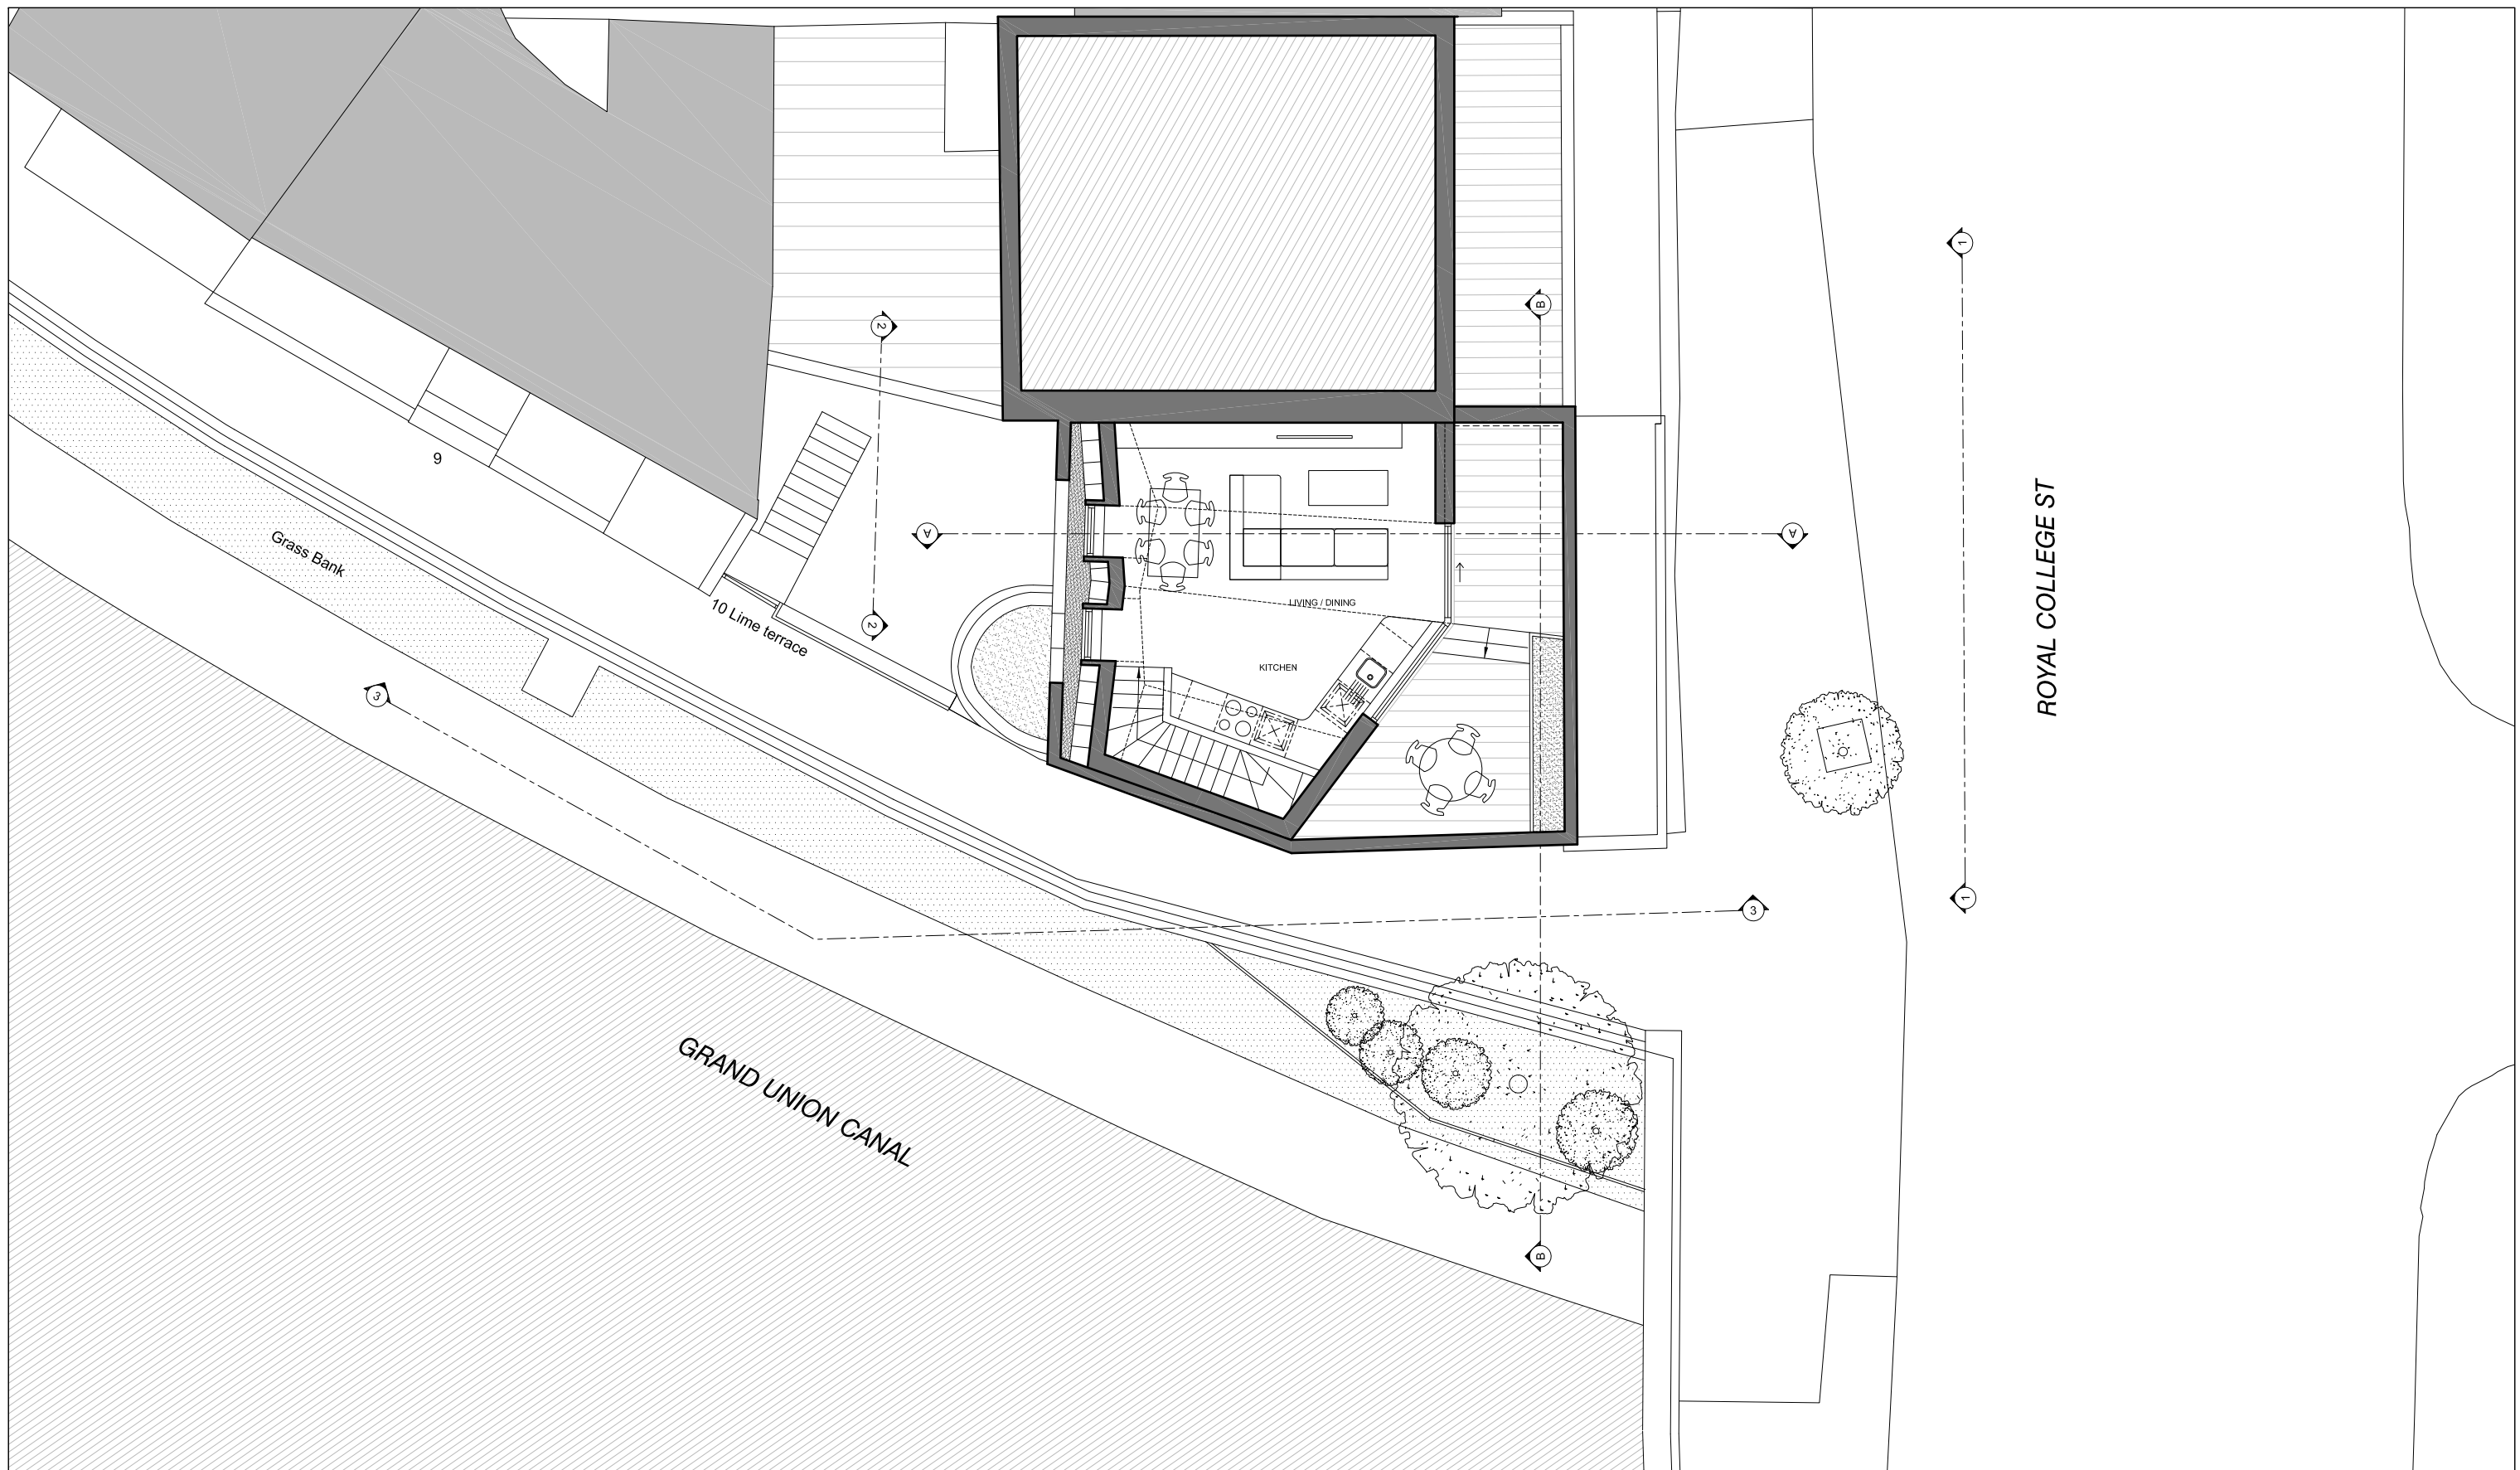 1
B
2
9
ROYAL COLLEGE ST
A
A
Grass Bank
LIVING / DINING
10 Lime terrace
2
KITCHEN
3
1
3
GRAND UNION CANAL
B